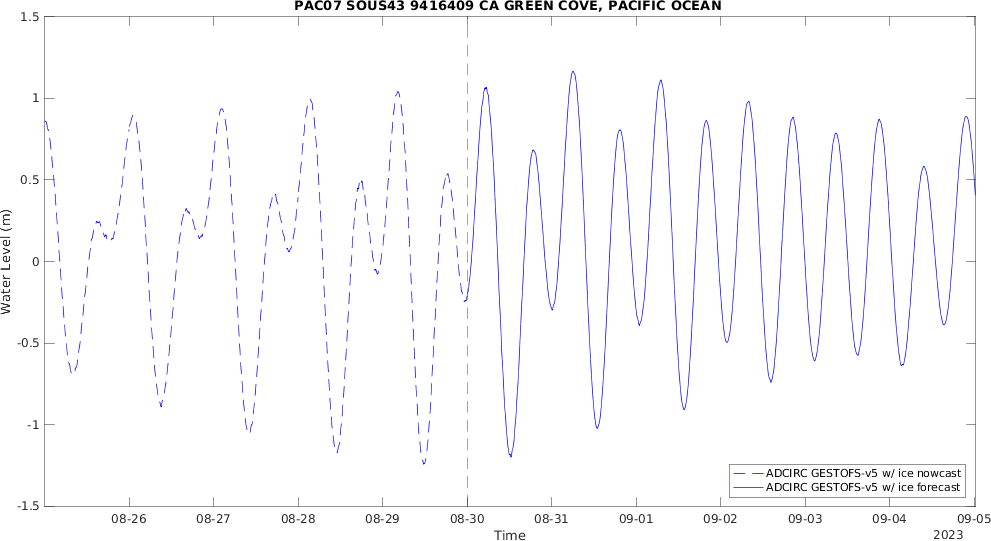 PAC07 SOUS43 9416409 CA GREEN COVE, PACIFIC OCEAN
1.5
1
0.5
0
-0.5
-1
-1.5
Water Level (m)
ADCIRC GESTOFS-v5 w/ ice nowcast
ADCIRC GESTOFS-v5 w/ ice forecast
08-26 08-27 08-28 08-29 08-30 08-31 09-01 09-02 09-03 09-04 09-05
Time
2023